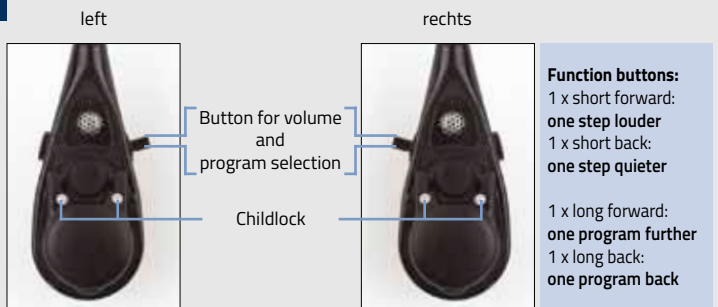 left
rechts
Button for volume
and
program selection
Childlock
Function buttons:
1 x short forward:
one step louder
1 x short back:
one step quieter
1 x long forward:
one program further
1 x long back:
one program back